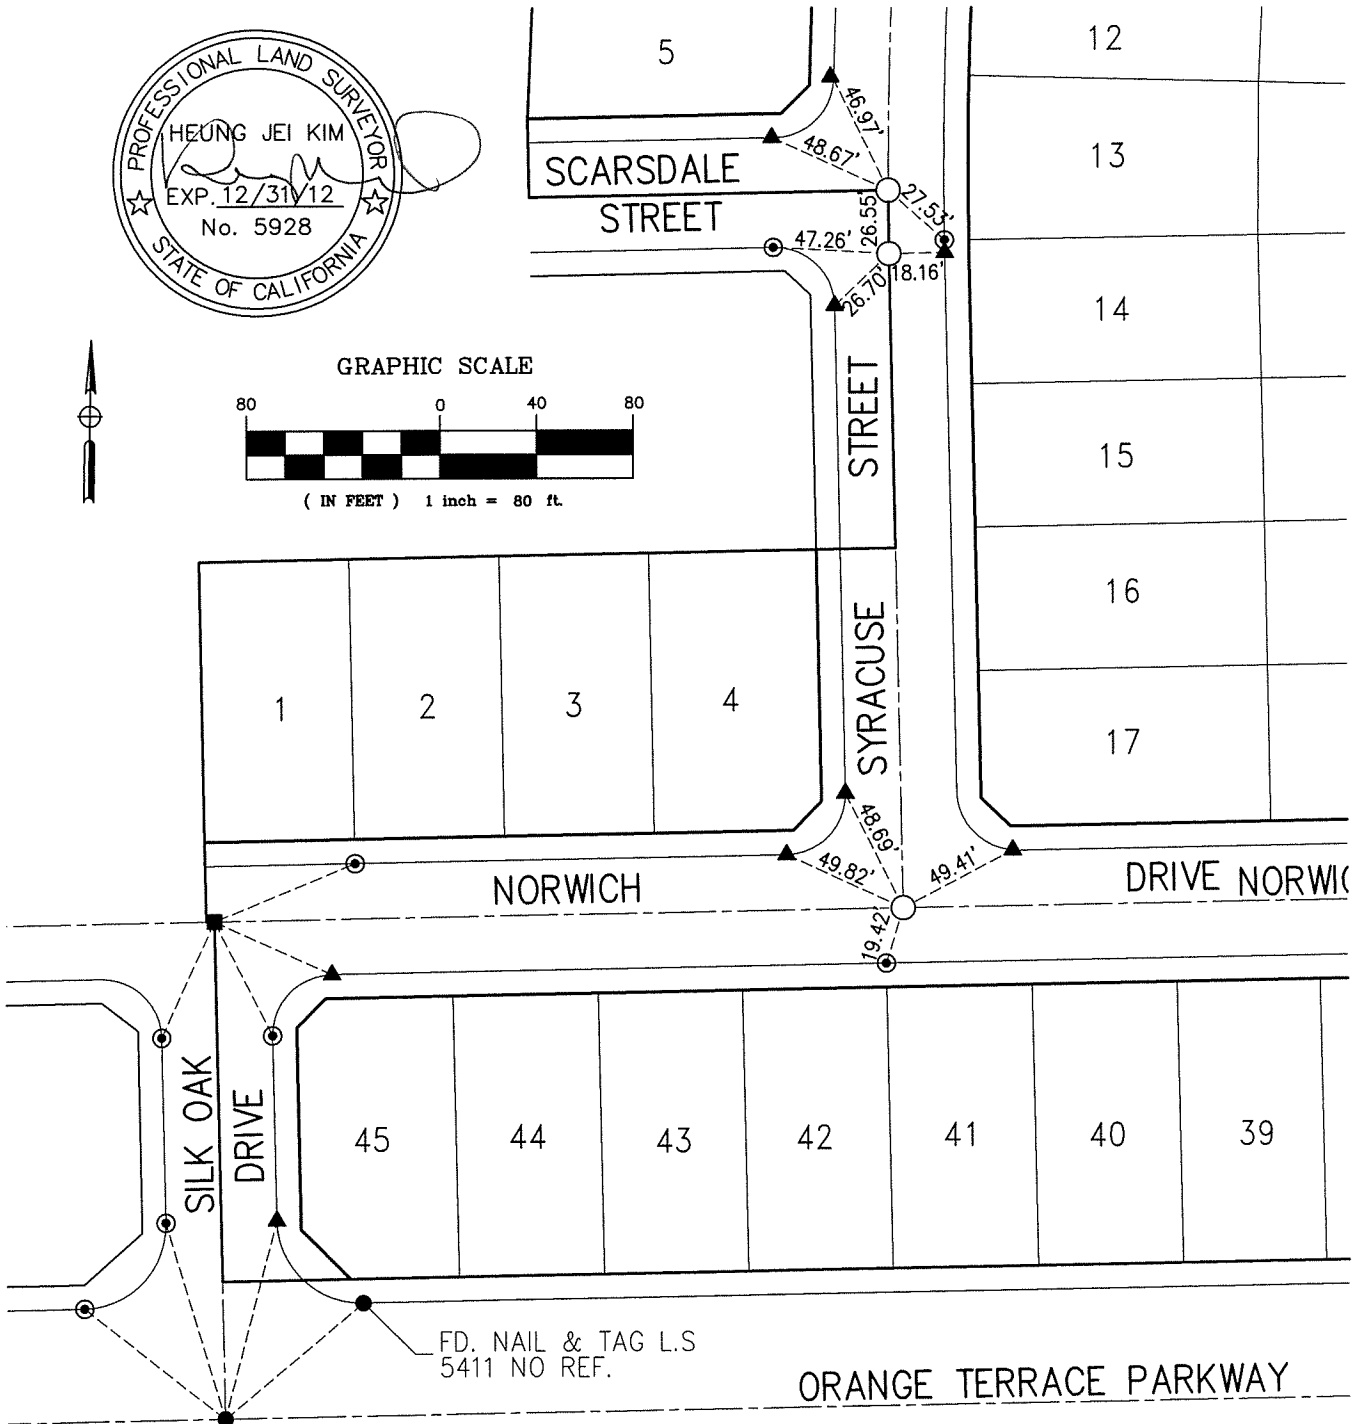 PROFESSIONAL LAND SURVEYOR
HEUNG JEI KIM
EXP. 12/31/12
No. 5928
STATE OF CALIFORNIA
5
12
46.97'
48.67'
SCARSDALE
STREET
27.53'
26.55'
47.26'
18.16'
26.70'
13
14
GRAPHIC SCALE
80 0 40 80
( IN FEET ) 1 inch = 80 ft.
STREET
15
16
SYRACUSE
1 2 3 4
17
48.69'
49.82'
49.41'
NORWICH
DRIVE NORWIC
19.42'
SILK OAK
DRIVE
45 44 43 42 41 40 39
FD. NAIL & TAG L.S
5411 NO REF.
ORANGE TERRACE PARKWAY